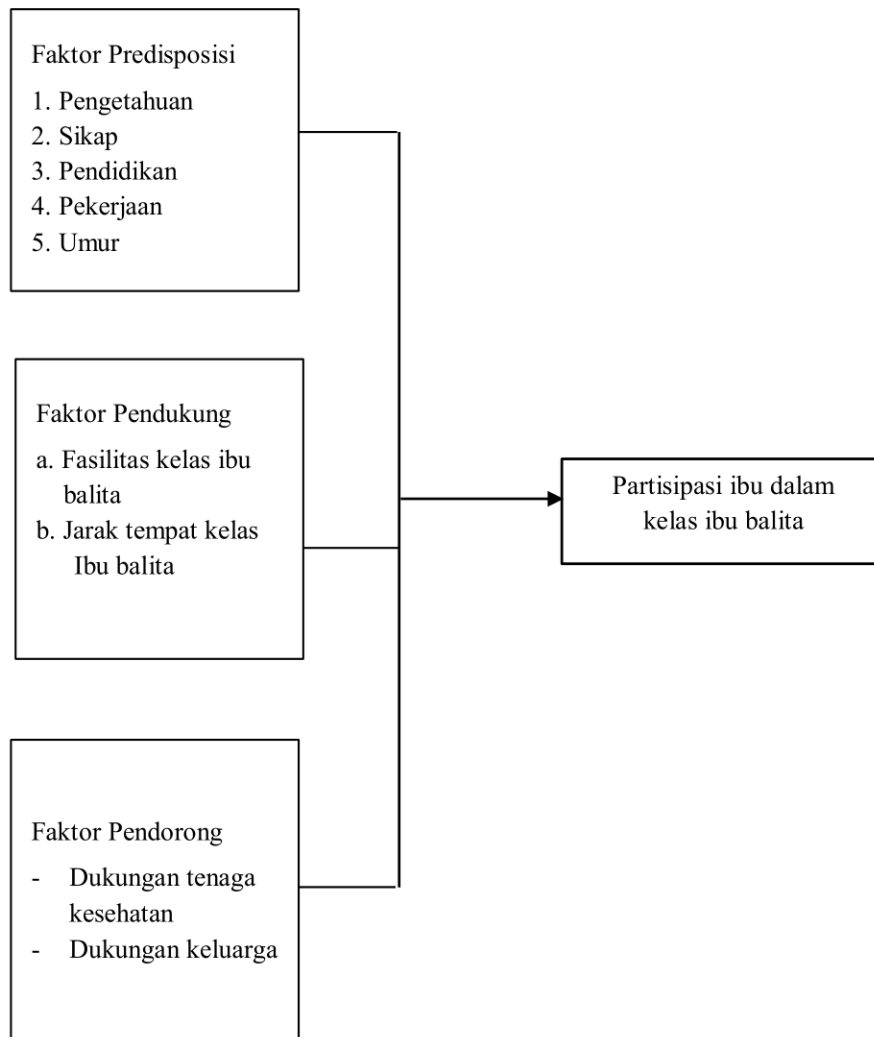 Faktor Predisposisi
1. Pengetahuan
2. Sikap
3. Pendidikan
4. Pekerjaan
5. Umur
Faktor Pendukung
a. Fasilitas kelas ibu
balita
b. Jarak tempat kelas
Ibu balita
Partisipasi ibu dalam
kelas ibu balita
Faktor Pendorong
- Dukungan tenaga
kesehatan
- Dukungan keluarga